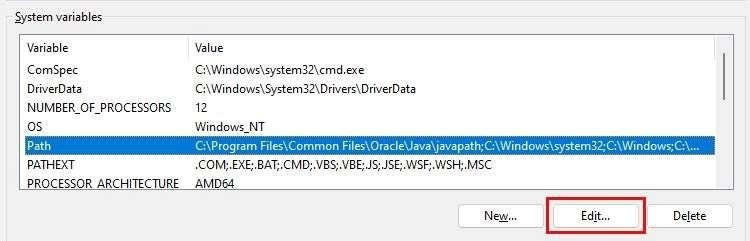 System variables
Variable Value
ComSpec C:\Windows\system32\cmd.exe
DriverData C:\Windows\System32\Drivers\DriverData
NUMBER_OF_PROCESSORS 12
OS Windows_NT
Path C:\Program Files\Common Files\Oracle\Java\javapath;C:\Windows\system32;C:\Windows;C:\...
PATHEXT .COM;.EXE;.BAT;.CMD;.VBS;.VBE;.JS;.JSE;.WSF;.WSH;.MSC
PROCESSOR_ARCHITECTURE AMD64
New... Edit... Delete